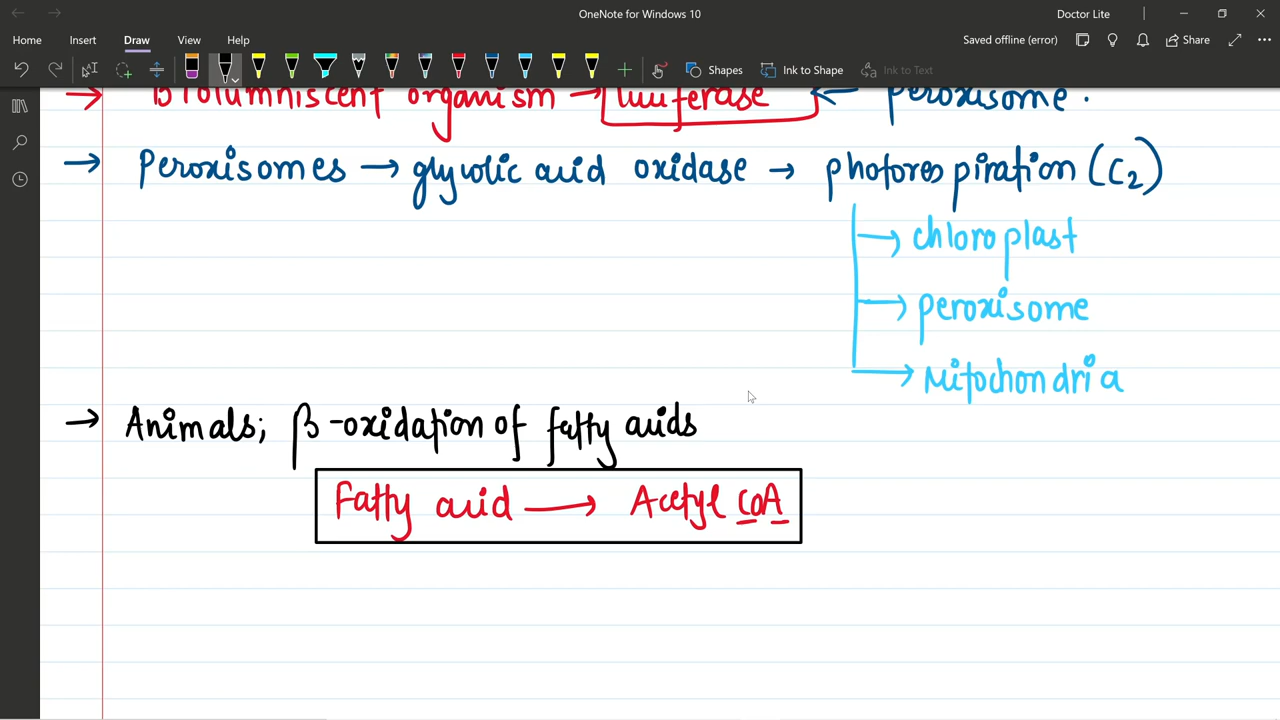 OneNote for Windows 10
Doctor Lite
Home Insert Draw View Help
Saved offline (error) Share
Shapes Ink to Shape Ink to Text
→ Biolumniscent organism → luciferase ← peroxisome.
→ Peroxisomes → glycolic acid oxidase → photorespiration (C2)
→ chloroplast
→ peroxisome
→ Mitochondria
→ Animals; β-oxidation of fatty acids
Fatty acid → Acetyl CoA